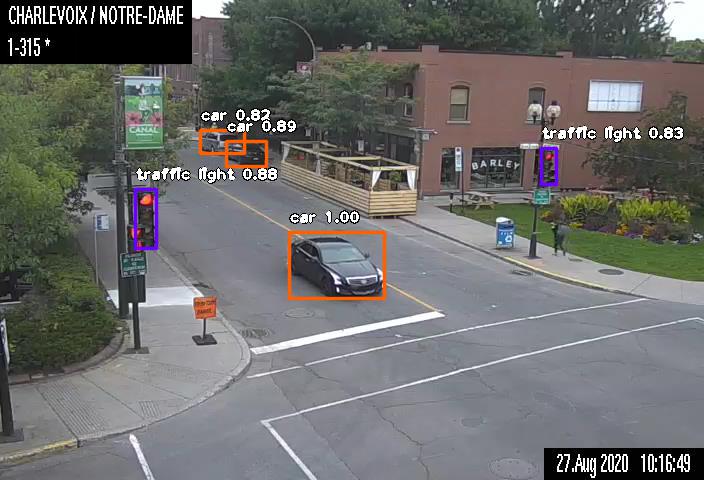 CHARLEVOIX / NOTRE-DAME
1-315 *
car 0.82
car 0.89
traffic light 0.83
traffic light 0.88
CANAL
BARLEY
car 1.00
27.Aug 2020 10:16:49